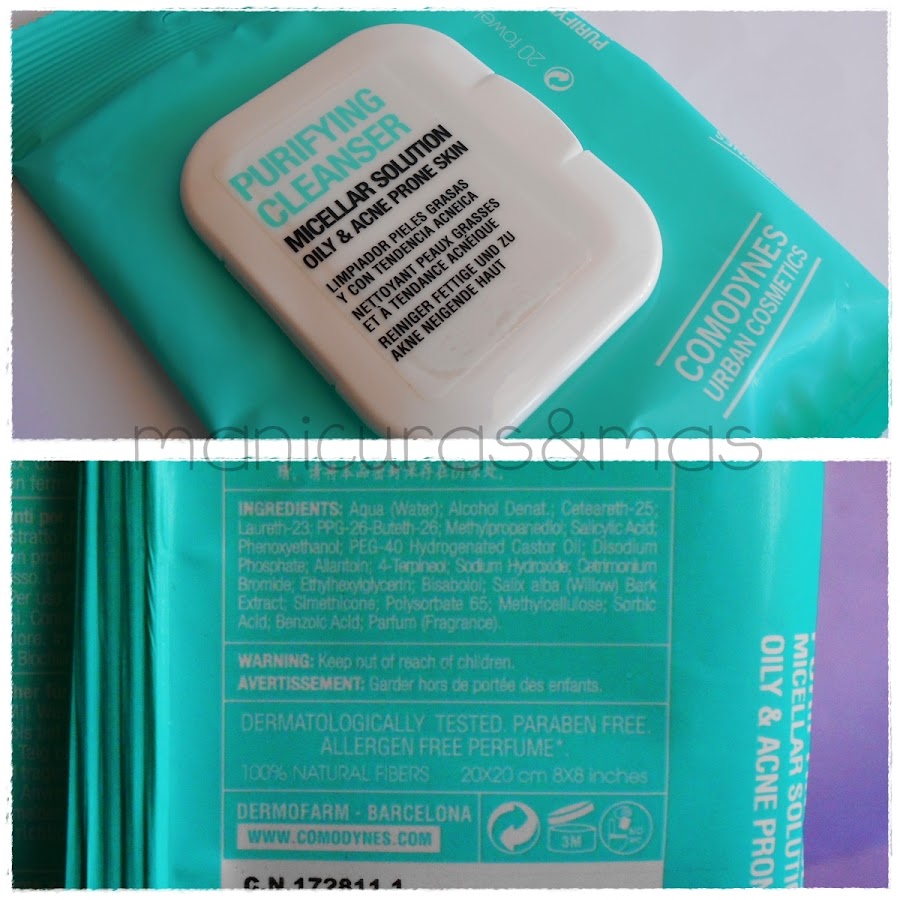 PURIFYING
20 towel
PURIFYING
CLEANSER
MICELLAR SOLUTION
OILY & ACNE PRONE SKIN
LIMPIADOR PIELES GRASAS
Y CON TENDENCIA ACNEICA
NETTOYANT PEAUX GRASSES
ET A TENDANCE ACNÉIQUE
REINIGER FETTIGE UND ZU
AKNE NEIGENDE HAUT
COMODYNES
URBAN COSMETICS
manicuras&mas
INGREDIENTS: Aqua (Water); Alcohol Denat.; Ceteareth-25;
Laureth-23; PPG-26-Buteth-26; Methylpropanediol; Salicylic Acid;
Phenoxyethanol; PEG-40 Hydrogenated Castor Oil; Disodium
Phosphate; Allantoin; 4-Terpineol; Sodium Hydroxide; Cetrimonium
Bromide; Ethylhexylglycerin; Bisabolol; Salix alba (Willow) Bark
Extract; Simethicone; Polysorbate 65; Methylcellulose; Sorbic
Acid; Benzoic Acid; Parfum (Fragrance).
WARNING: Keep out of reach of children.
AVERTISSEMENT: Garder hors de portée des enfants.
DERMATOLOGICALLY TESTED. PARABEN FREE.
ALLERGEN FREE PERFUME*.
100% NATURAL FIBERS 20X20 cm 8X8 inches
DERMOFARM - BARCELONA
WWW.COMODYNES.COM
3M
C.N.172811.1
MICELLAR SOLUTI
OILY & ACNE PRON